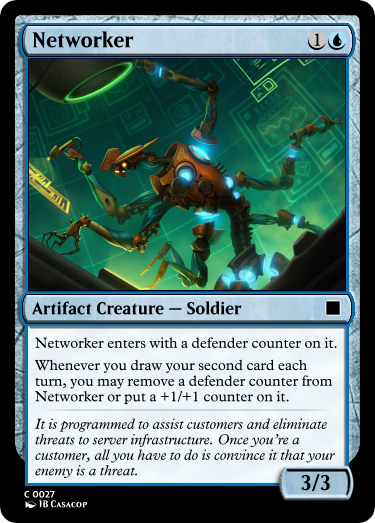 Networker 1
Artifact Creature — Soldier
Networker enters with a defender counter on it.
Whenever you draw your second card each
turn, you may remove a defender counter from
Networker or put a +1/+1 counter on it.
It is programmed to assist customers and eliminate
threats to server infrastructure. Once you're a
customer, all you have to do is convince it that your
enemy is a threat.
3/3
C 0027
JB Casacop